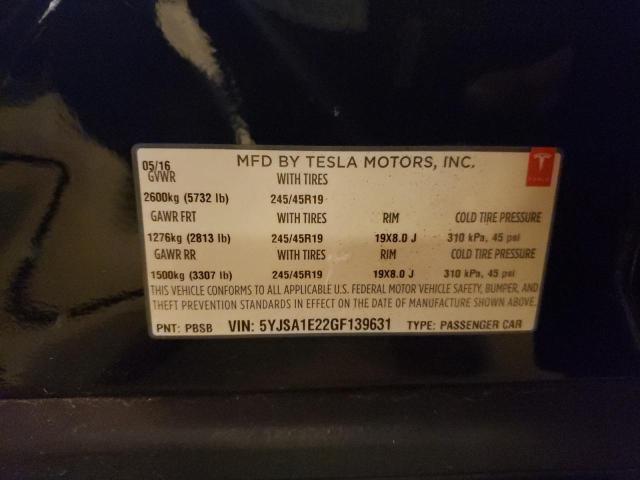 05/16 MFD BY TESLA MOTORS, INC.
GVWR WITH TIRES
TESLA
2600kg (5732 lb) 245/45R19
GAWR FRT WITH TIRES RIM COLD TIRE PRESSURE
1276kg (2813 lb) 245/45R19 19X8.0 J 310 kPa, 45 psi
GAWR RR WITH TIRES RIM COLD TIRE PRESSURE
1500kg (3307 lb) 245/45R19 19X8.0 J 310 kPa, 45 psi
THIS VEHICLE CONFORMS TO ALL APPLICABLE U.S. FEDERAL MOTOR VEHICLE SAFETY, BUMPER, AND
THEFT PREVENTION STANDARDS IN EFFECT ON THE DATE OF MANUFACTURE SHOWN ABOVE.
PNT: PBSB VIN: 5YJSA1E22GF139631 TYPE: PASSENGER CAR